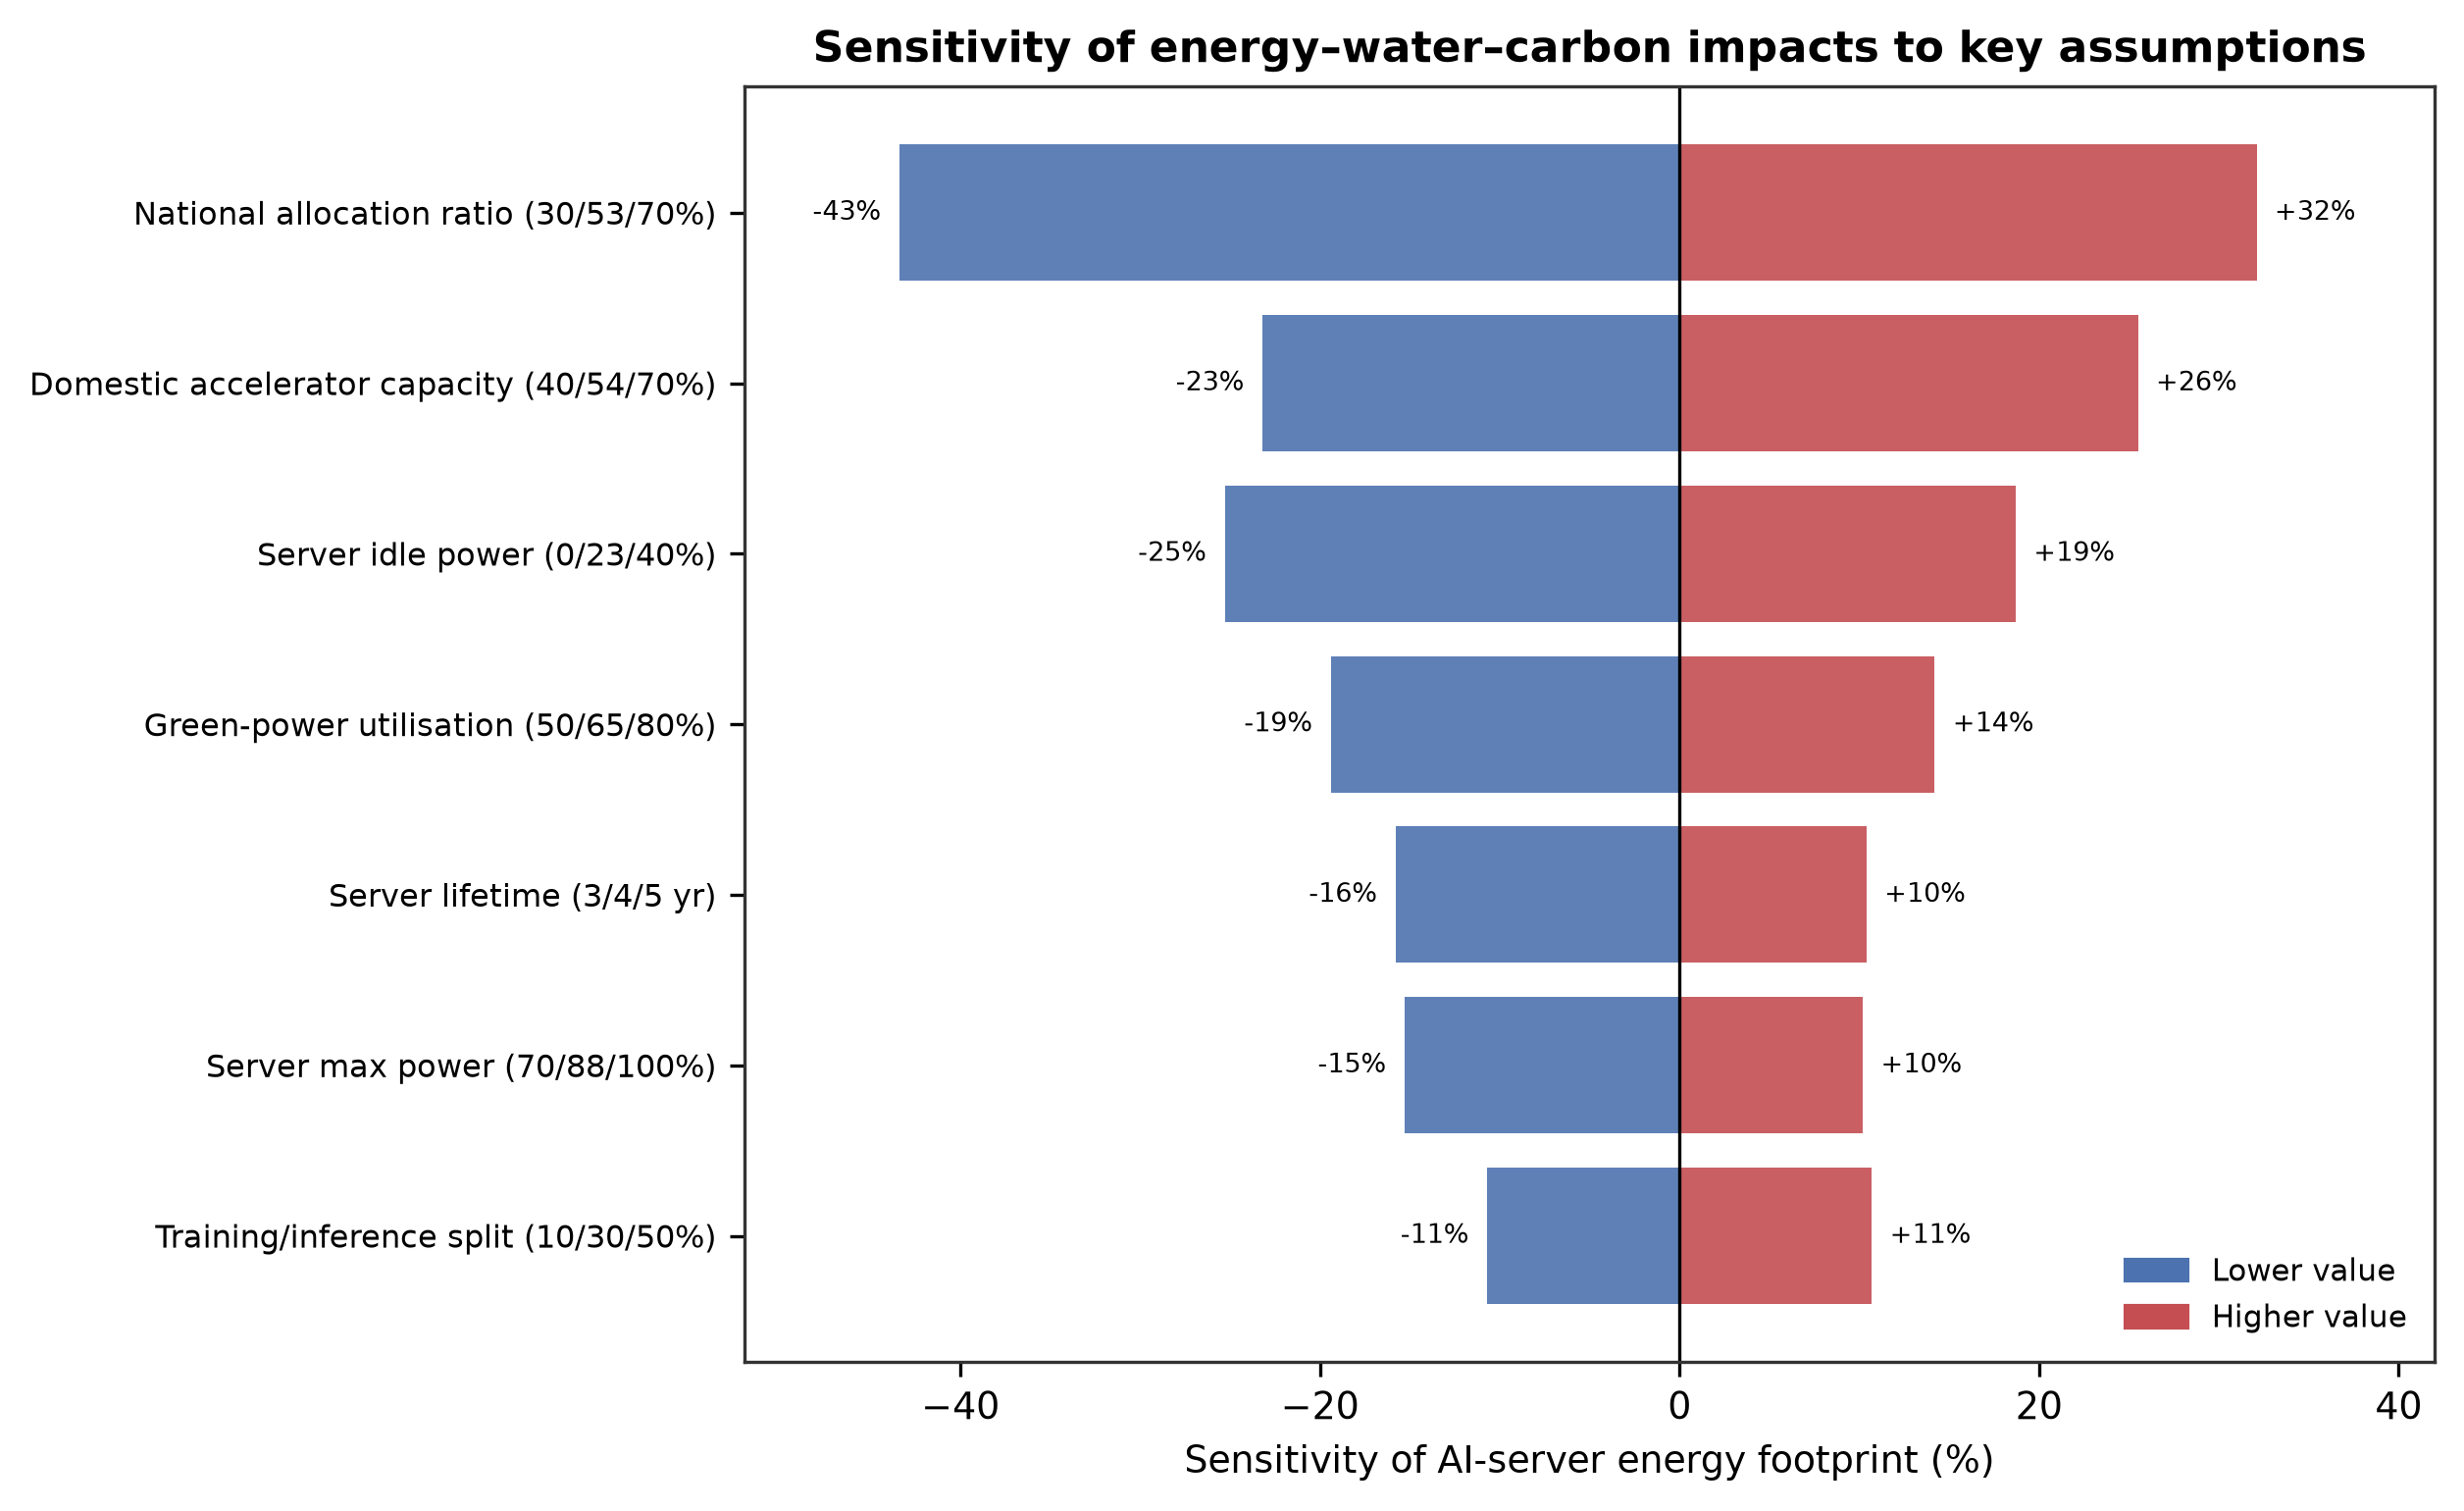 Sensitivity of energy–water–carbon impacts to key assumptions
National allocation ratio (30/53/70%)
-43%
+32%
Domestic accelerator capacity (40/54/70%)
-23%
+26%
Server idle power (0/23/40%)
-25%
+19%
Green-power utilisation (50/65/80%)
-19%
+14%
Server lifetime (3/4/5 yr)
-16%
+10%
Server max power (70/88/100%)
-15%
+10%
Training/inference split (10/30/50%)
-11%
+11%
Lower value
Higher value
−40
−20
0
20
40
Sensitivity of AI-server energy footprint (%)